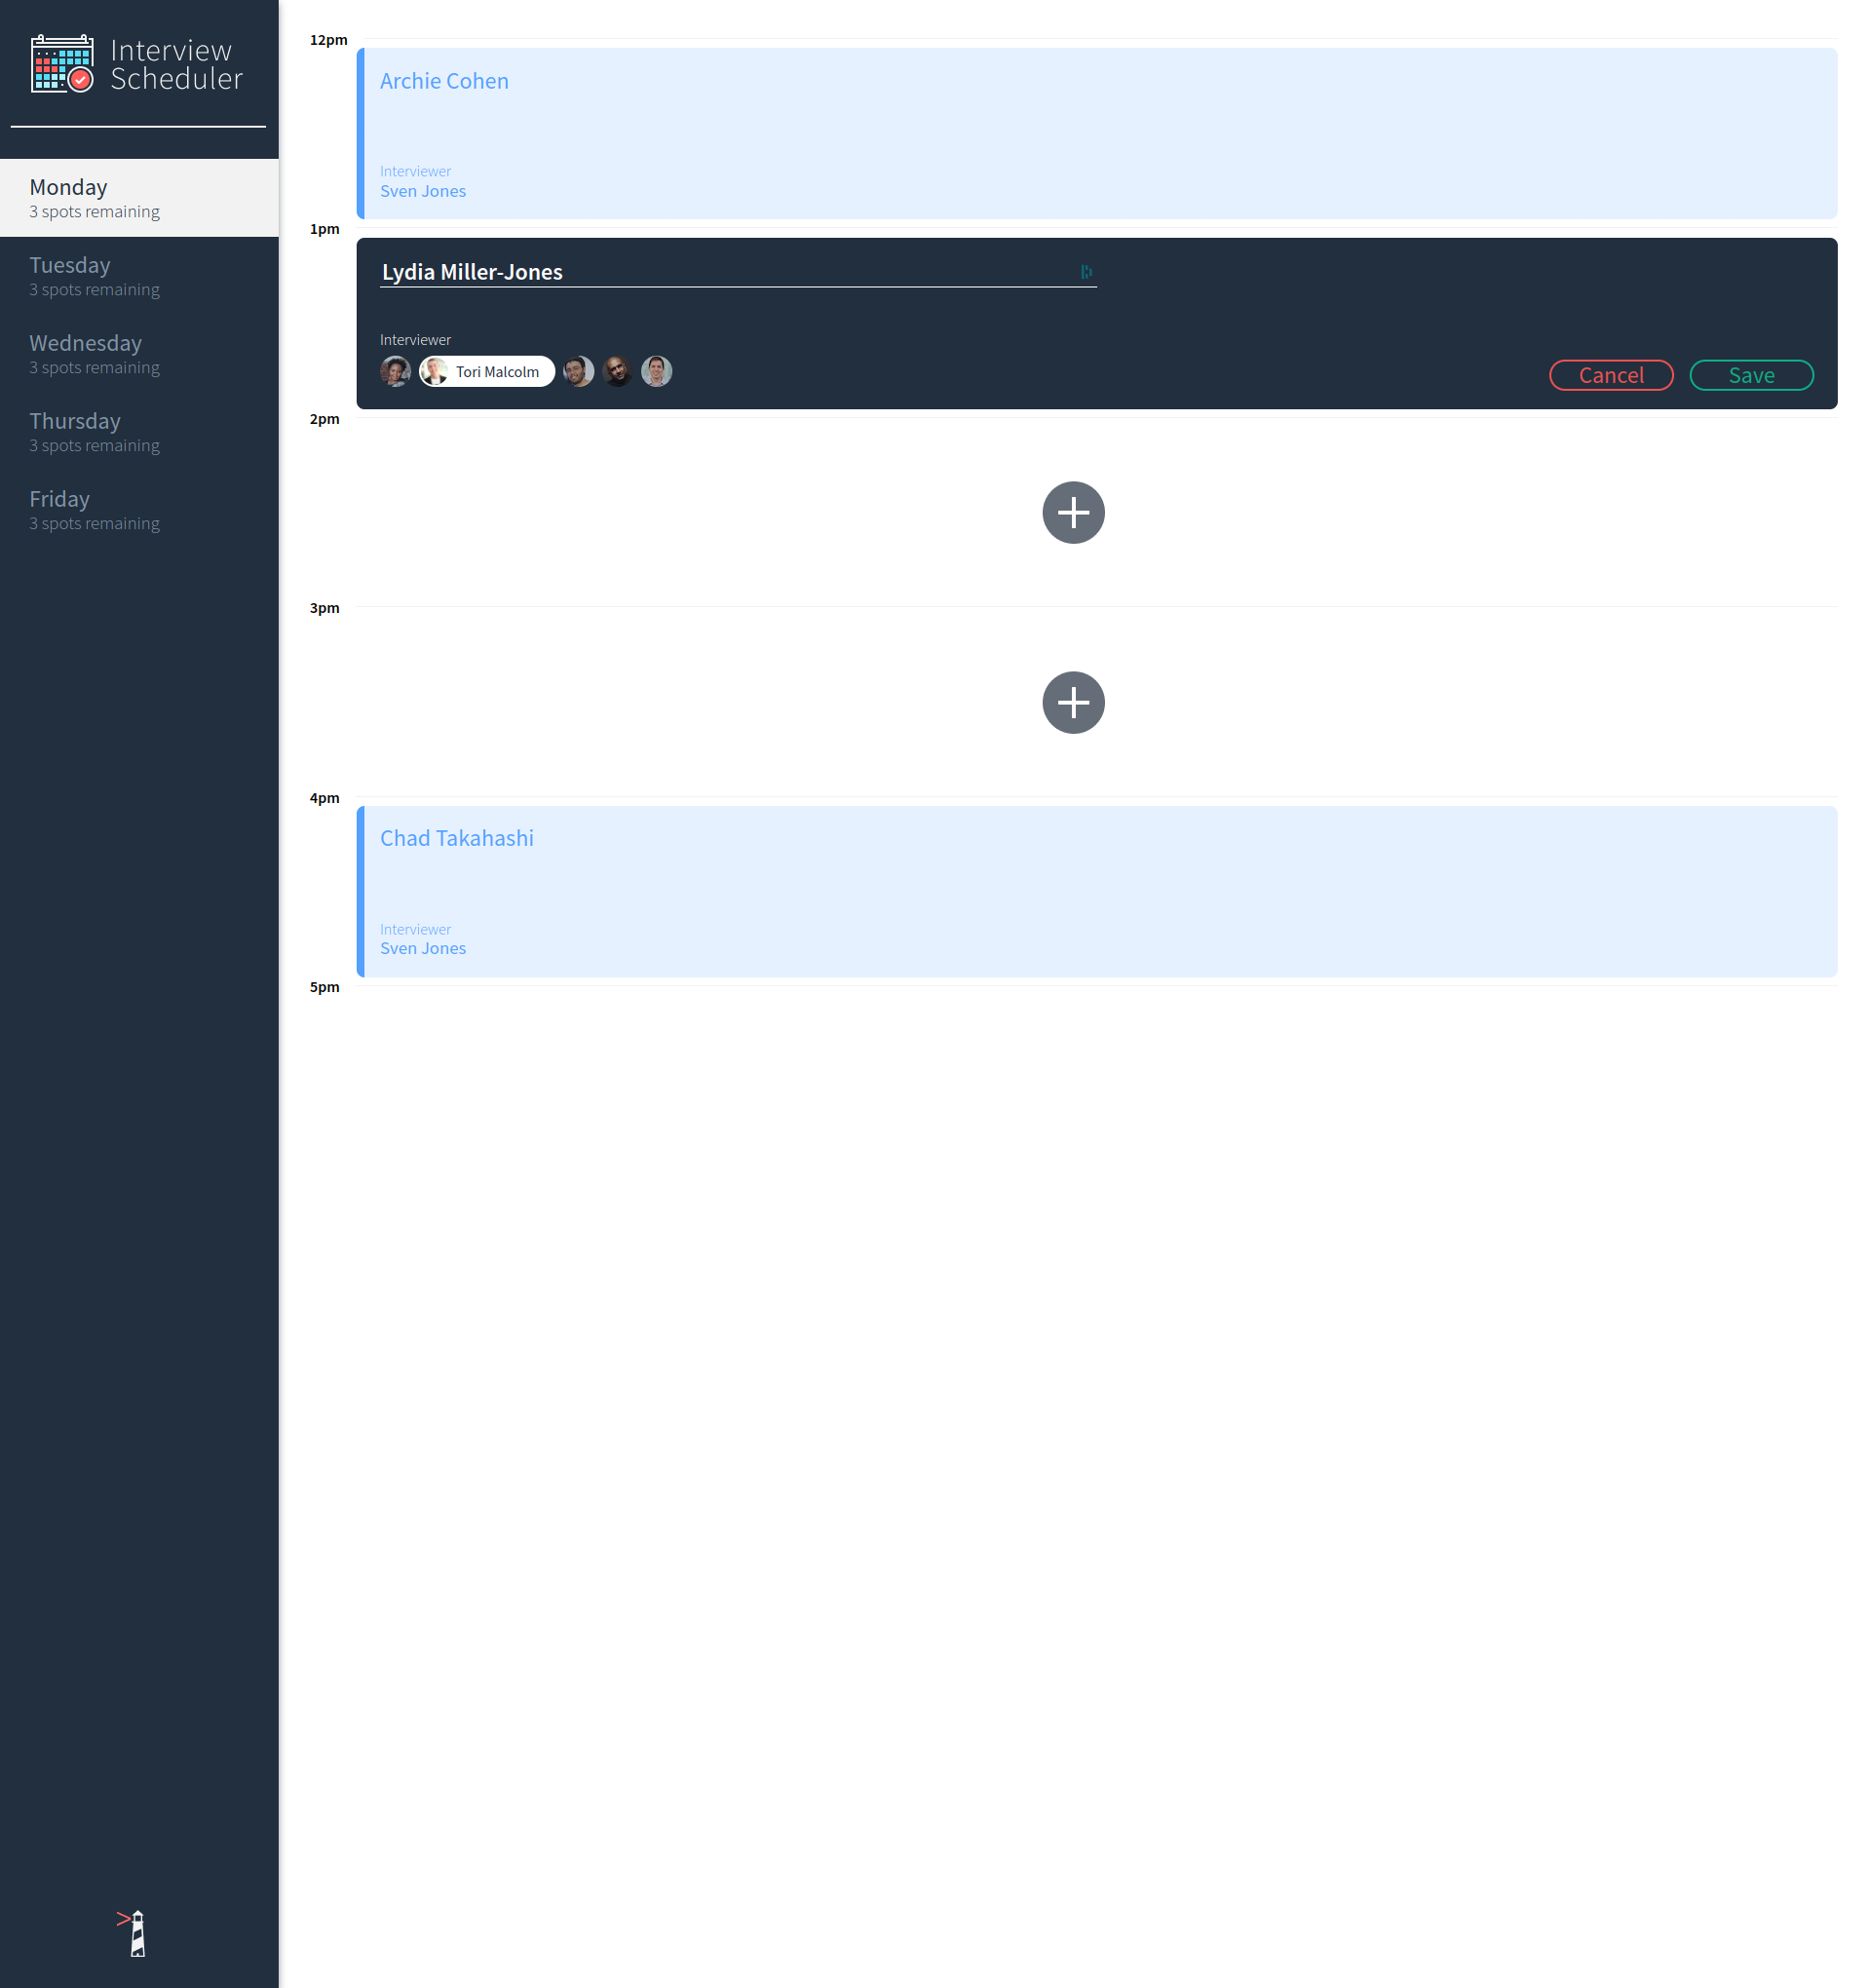 Interview
Scheduler
Monday
3 spots remaining
Tuesday
3 spots remaining
Wednesday
3 spots remaining
Thursday
3 spots remaining
Friday
3 spots remaining
12pm
Archie Cohen
Interviewer
Sven Jones
1pm
Lydia Miller-Jones
Interviewer
Tori Malcolm
Cancel
Save
2pm
3pm
4pm
Chad Takahashi
Interviewer
Sven Jones
5pm